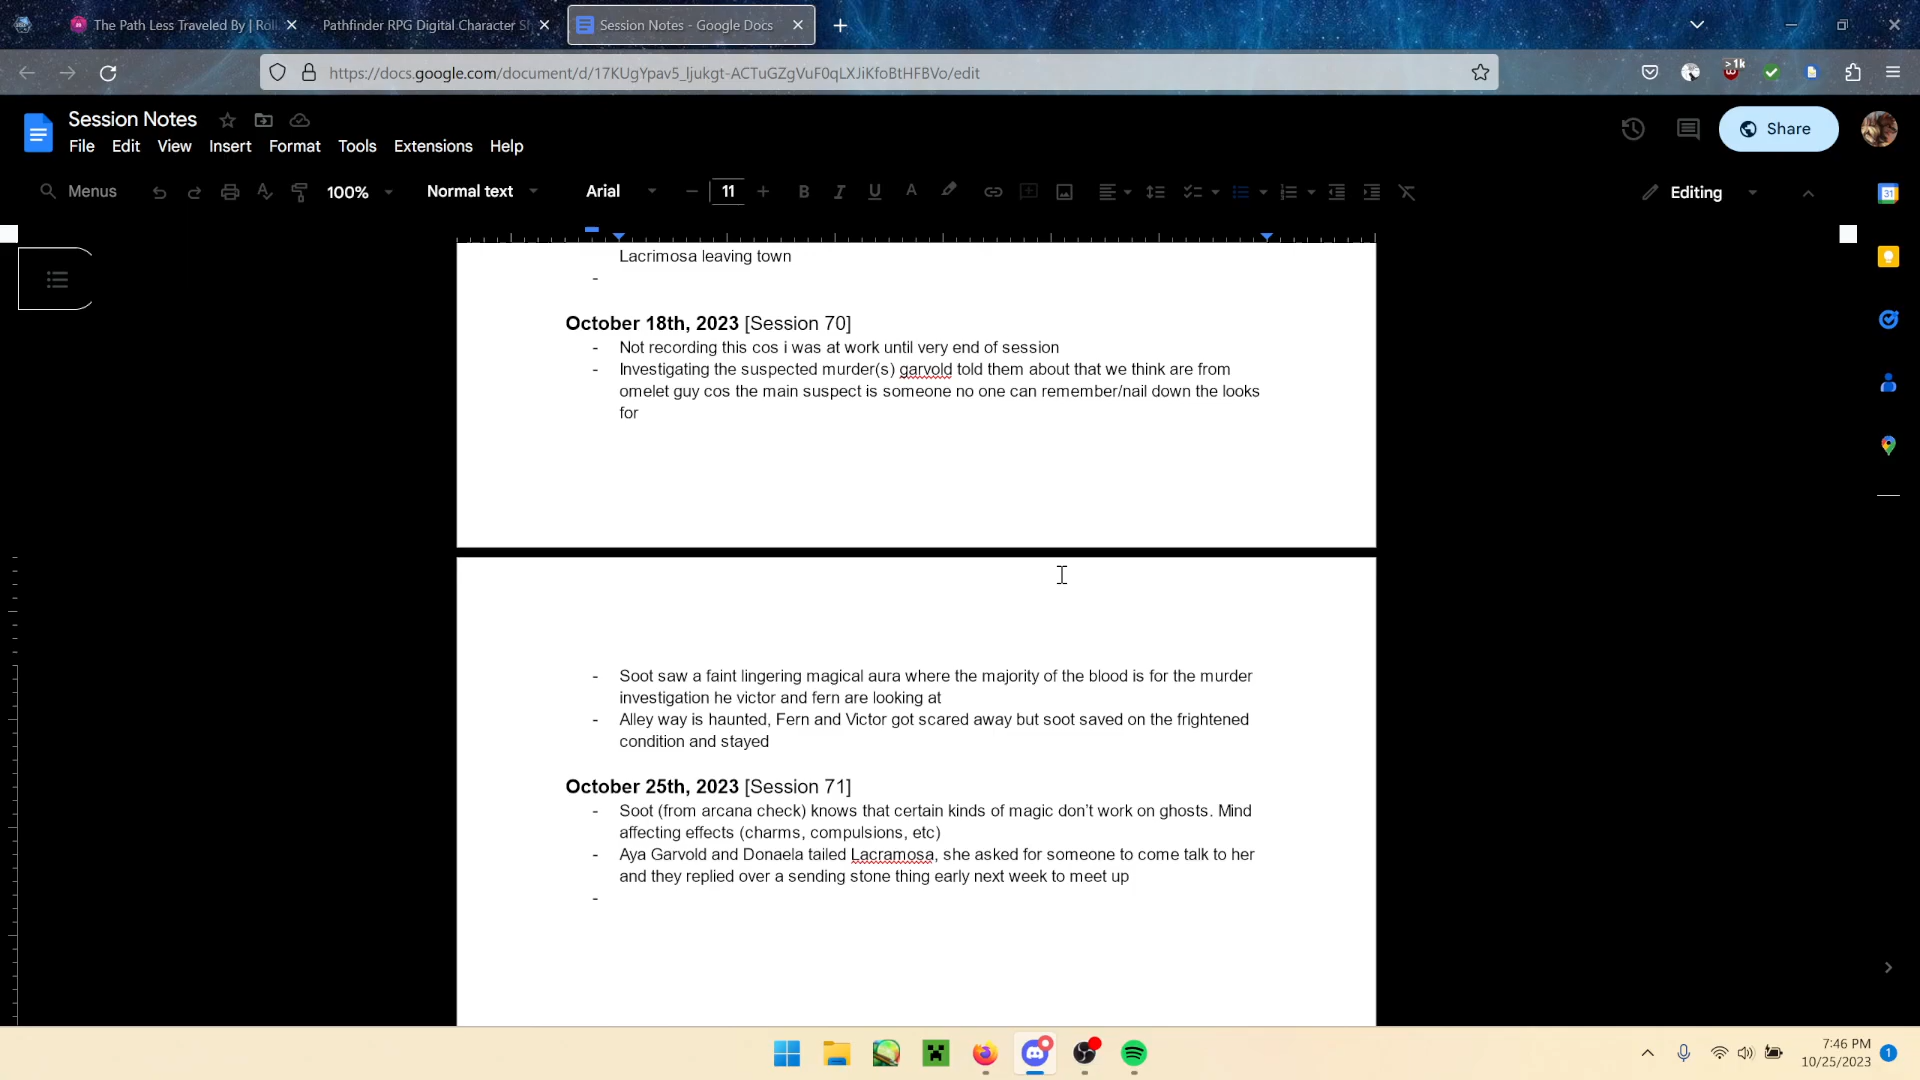 The Path Less Traveled By | Roll
Pathfinder RPG Digital Character Sh
Session Notes - Google Docs
https://docs.google.com/document/d/17KUgYpav5_ljukgt-ACTuGZgVuF0qLXJiKfoBtHFBVo/edit
>1k
Session Notes
File Edit View Insert Format Tools Extensions Help
Share
Menus 100% Normal text Arial 11 Editing
31
Lacrimosa leaving town
-
October 18th, 2023 [Session 70]
- Not recording this cos i was at work until very end of session
- Investigating the suspected murder(s) garvold told them about that we think are from
omelet guy cos the main suspect is someone no one can remember/nail down the looks
for
- Soot saw a faint lingering magical aura where the majority of the blood is for the murder
investigation he victor and fern are looking at
- Alley way is haunted, Fern and Victor got scared away but soot saved on the frightened
condition and stayed
October 25th, 2023 [Session 71]
- Soot (from arcana check) knows that certain kinds of magic don’t work on ghosts. Mind
affecting effects (charms, compulsions, etc)
- Aya Garvold and Donaela tailed Lacramosa, she asked for someone to come talk to her
and they replied over a sending stone thing early next week to meet up
-
7:46 PM
10/25/2023
1